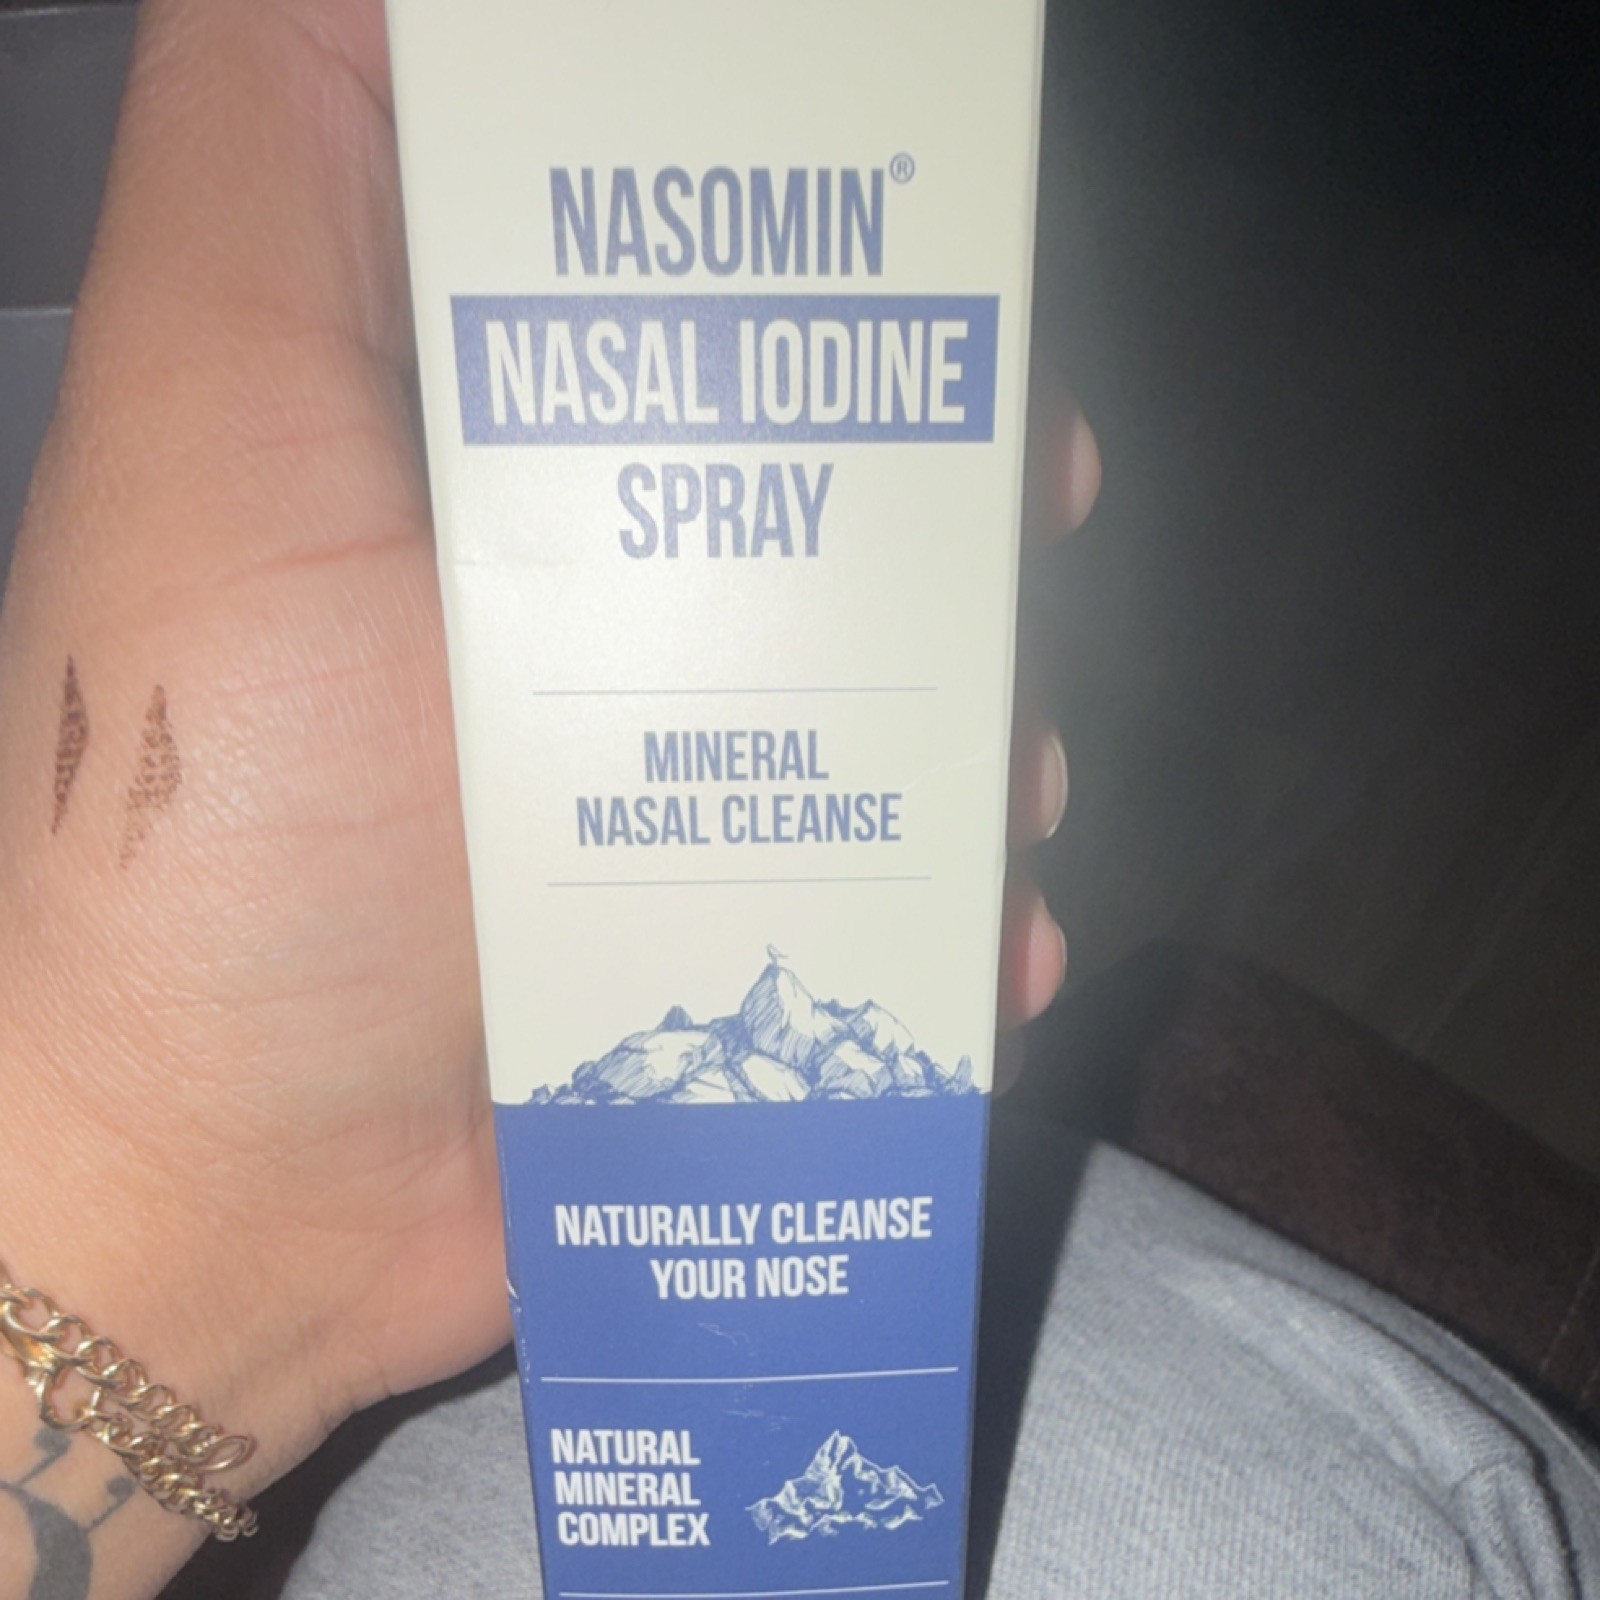 NASOMIN®
NASAL IODINE
SPRAY
MINERAL
NASAL CLEANSE
NATURALLY CLEANSE
YOUR NOSE
NATURAL
MINERAL
COMPLEX